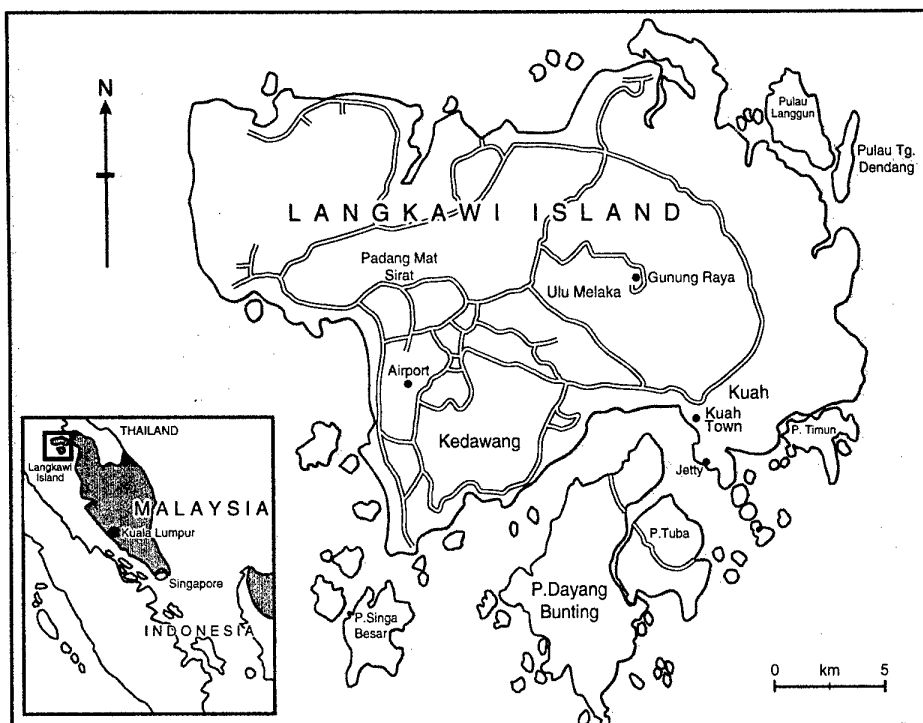 N
LANGKAWI ISLAND
Pulau
Langgun
Pulau Tg.
Dendang
Padang Mat
Sirat
Ulu Melaka
Gunung Raya
Airport
Kedawang
Kuah
Kuah
Town
Jetty
P. Timun
P.Tuba
P.Dayang
Bunting
P.Singa
Besar
0 km 5
THAILAND
Langkawi
Island
MALAYSIA
Kuala Lumpur
Singapore
INDONESIA